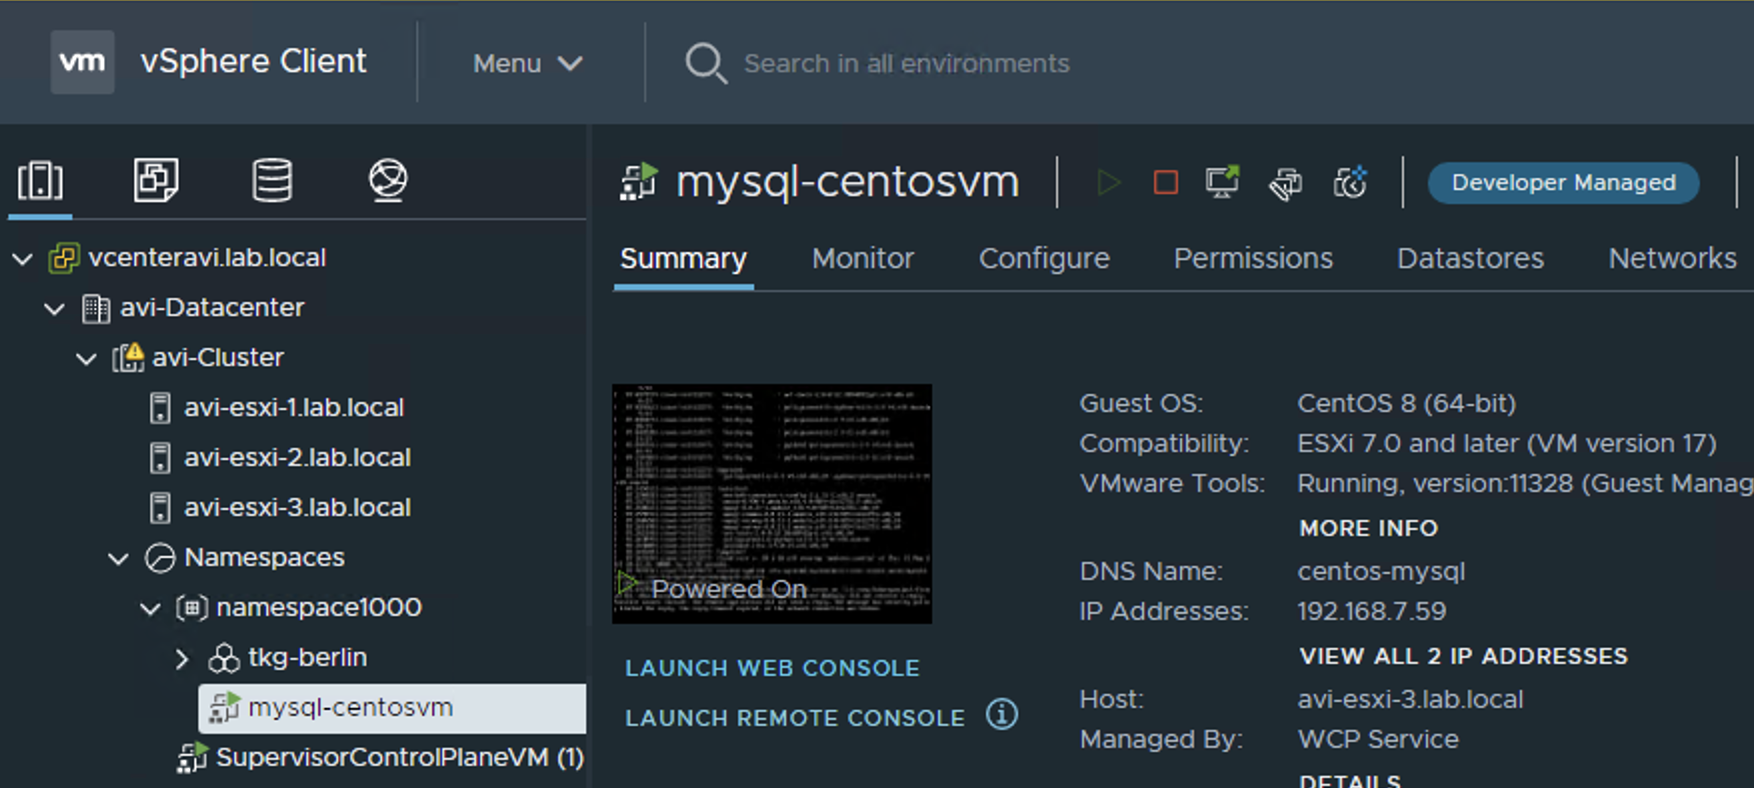 vm vSphere Client Menu Search in all environments
mysql-centosvm Developer Managed
Summary Monitor Configure Permissions Datastores Networks
vcenteravi.lab.local
avi-Datacenter
avi-Cluster
avi-esxi-1.lab.local
avi-esxi-2.lab.local
avi-esxi-3.lab.local
Namespaces
namespace1000
tkg-berlin
mysql-centosvm
SupervisorControlPlaneVM (1)
Powered On
LAUNCH WEB CONSOLE
LAUNCH REMOTE CONSOLE
Guest OS: CentOS 8 (64-bit)
Compatibility: ESXi 7.0 and later (VM version 17)
VMware Tools: Running, version:11328 (Guest Manag
MORE INFO
DNS Name: centos-mysql
IP Addresses: 192.168.7.59
VIEW ALL 2 IP ADDRESSES
Host: avi-esxi-3.lab.local
Managed By: WCP Service
DETAILS